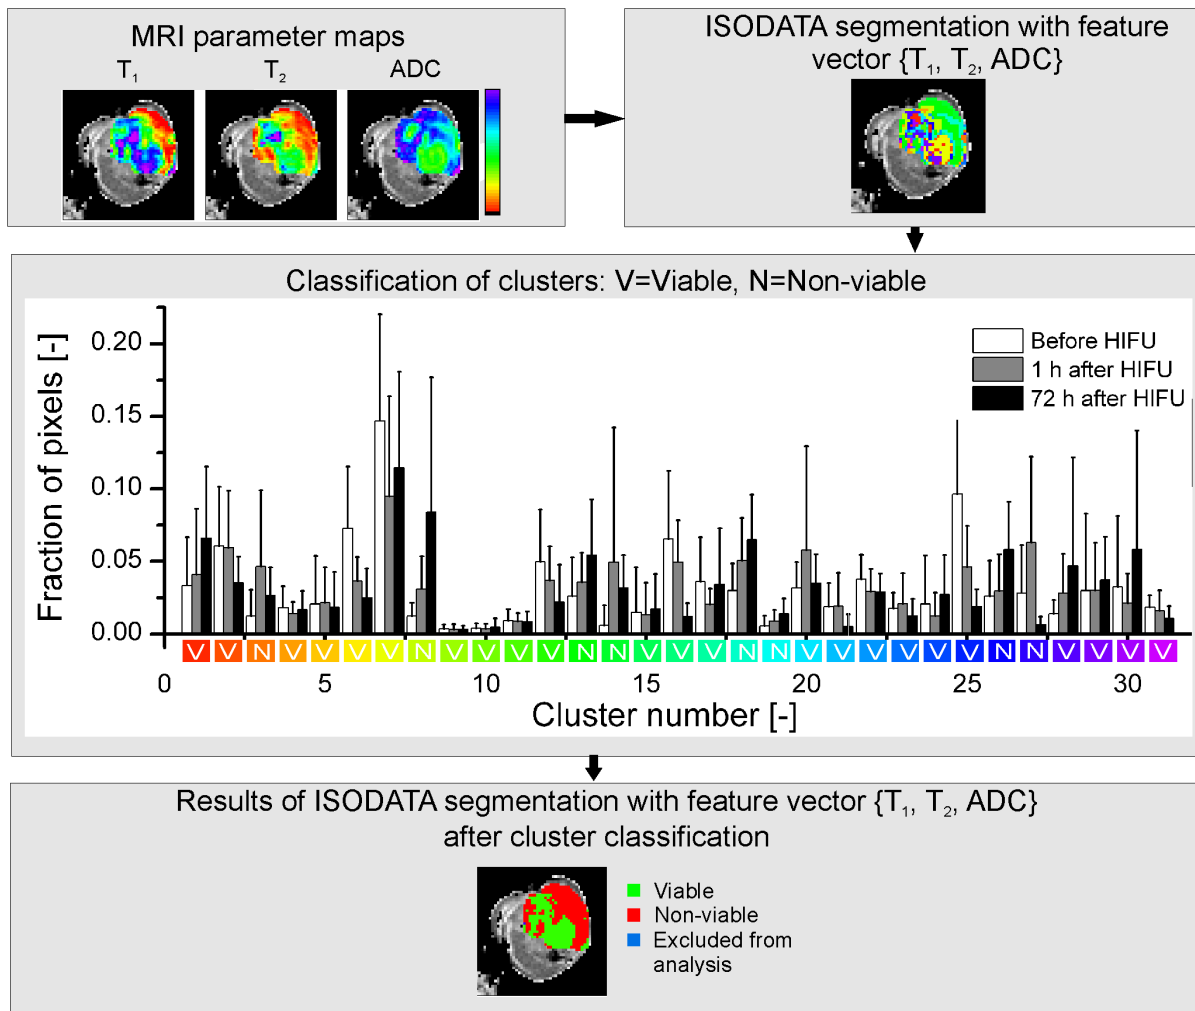 MRI parameter maps
T₁ T₂ ADC
ISODATA segmentation with feature
vector {T₁, T₂, ADC}
Classification of clusters: V=Viable, N=Non-viable
Fraction of pixels [-]
0.20
0.15
0.10
0.05
0.00
Before HIFU
1 h after HIFU
72 h after HIFU
V V N V V V V N V V V V N N V V V N N V V V V V V N N V V V V
0 5 10 15 20 25 30
Cluster number [-]
Results of ISODATA segmentation with feature vector {T₁, T₂, ADC}
after cluster classification
Viable
Non-viable
Excluded from
analysis